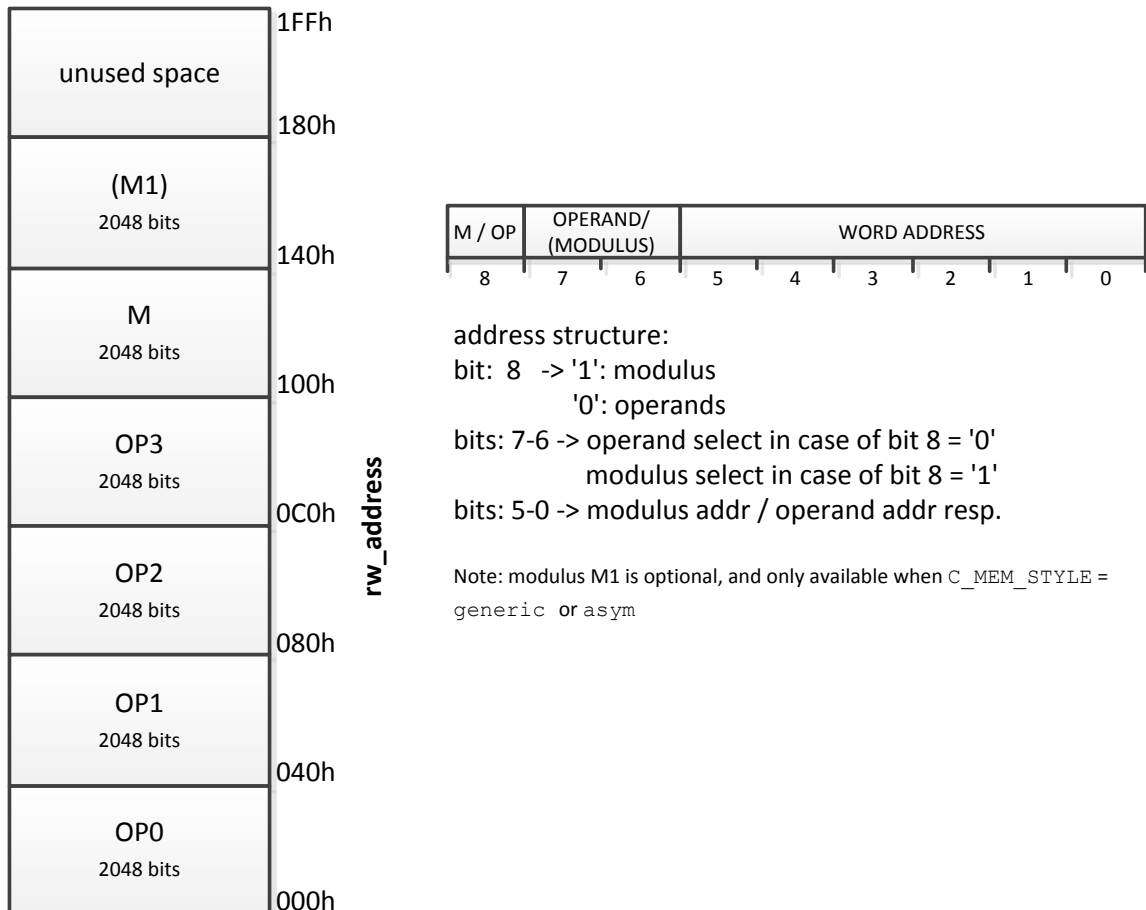 1FFh
unused space
180h
(M1)
2048 bits
140h
M
2048 bits
100h
OP3
2048 bits
0C0h
OP2
2048 bits
080h
OP1
2048 bits
040h
OP0
2048 bits
000h
rw_address
M / OP
OPERAND/
(MODULUS)
WORD ADDRESS
8 7 6 5 4 3 2 1 0
address structure:
bit: 8 -> '1': modulus
'0': operands
bits: 7-6 -> operand select in case of bit 8 = '0'
modulus select in case of bit 8 = '1'
bits: 5-0 -> modulus addr / operand addr resp.
Note: modulus M1 is optional, and only available when C_MEM_STYLE =
generic or asym